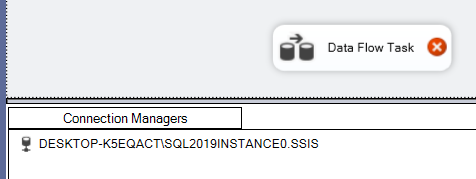 Data Flow Task
Connection Managers
DESKTOP-K5EQACT\SQL2019INSTANCE0.SSIS